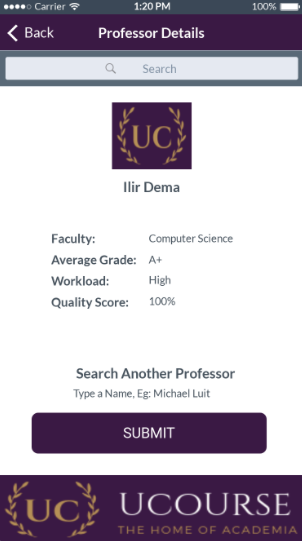 Carrier 1:20 PM 100%
Back Professor Details
Search
UC
Ilir Dema
Faculty: Computer Science
Average Grade: A+
Workload: High
Quality Score: 100%
Search Another Professor
Type a Name, Eg: Michael Luit
SUBMIT
UC UCOURSE
THE HOME OF ACADEMIA